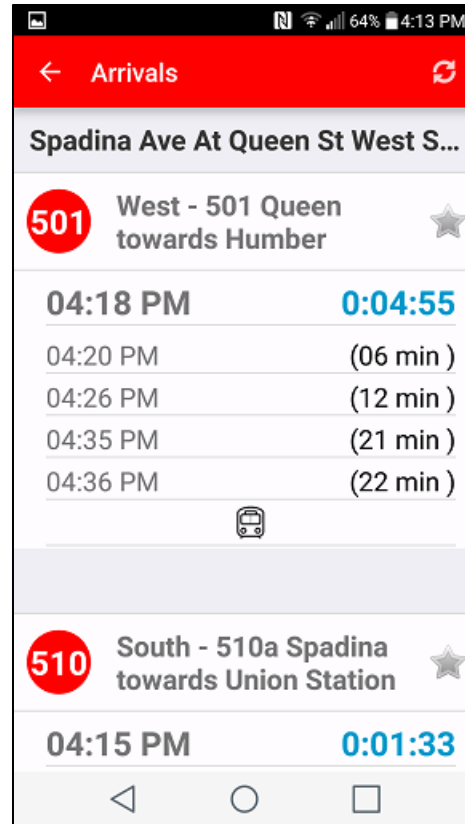 64% 4:13 PM
Arrivals
Spadina Ave At Queen St West S...
501 West - 501 Queen
towards Humber
04:18 PM 0:04:55
04:20 PM (06 min )
04:26 PM (12 min )
04:35 PM (21 min )
04:36 PM (22 min )
510 South - 510a Spadina
towards Union Station
04:15 PM 0:01:33